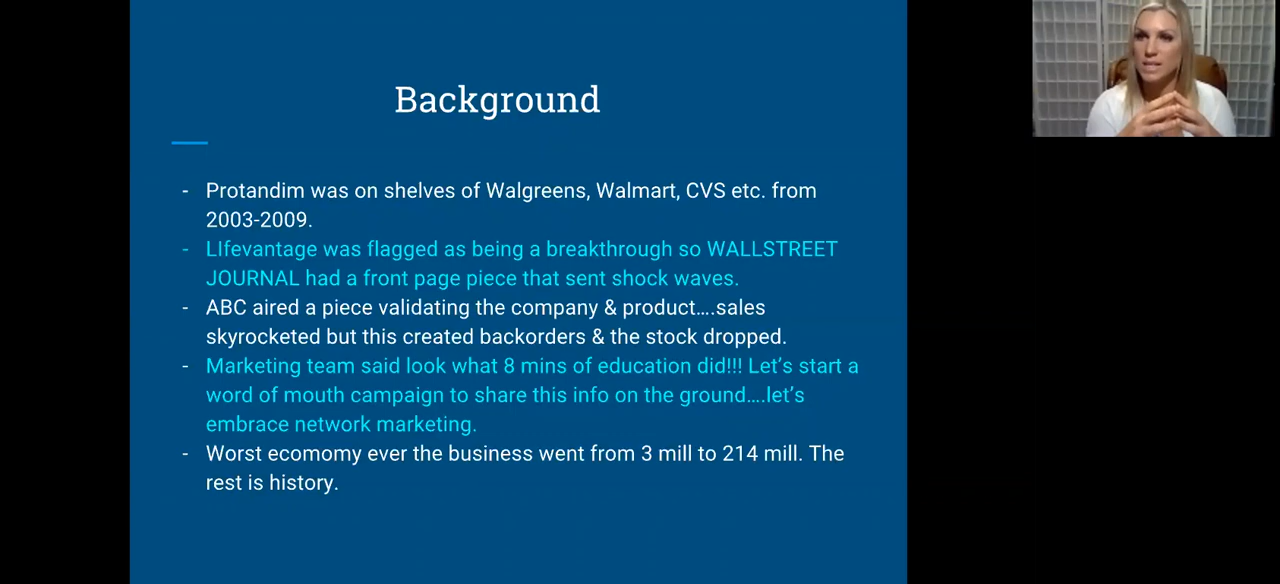 Background
- Protandim was on shelves of Walgreens, Walmart, CVS etc. from
2003-2009.
- LIfevantage was flagged as being a breakthrough so WALLSTREET
JOURNAL had a front page piece that sent shock waves.
- ABC aired a piece validating the company & product....sales
skyrocketed but this created backorders & the stock dropped.
- Marketing team said look what 8 mins of education did!!! Let's start a
word of mouth campaign to share this info on the ground....let's
embrace network marketing.
- Worst ecomomy ever the business went from 3 mill to 214 mill. The
rest is history.